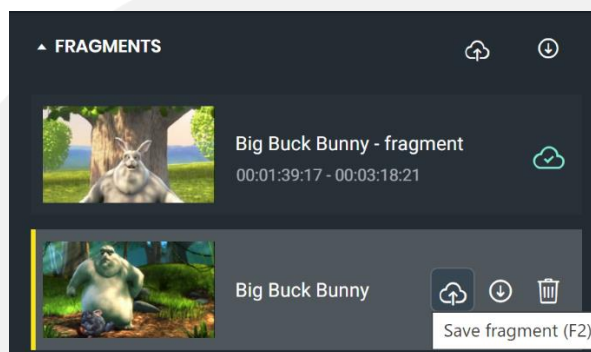 FRAGMENTS
Big Buck Bunny - fragment
00:01:39:17 - 00:03:18:21
Big Buck Bunny
Save fragment (F2)